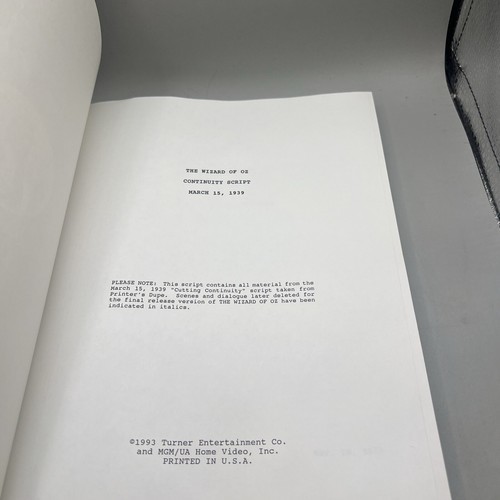 THE WIZARD OF OZ
CONTINUITY SCRIPT
MARCH 15, 1939
PLEASE NOTE: This script contains all material from the
March 15, 1939 "Cutting Continuity" script taken from
Printer's Dupe. Scenes and dialogue later deleted for
the final release version of THE WIZARD OF OZ have been
indicated in italics.
©1993 Turner Entertainment Co.
and MGM/UA Home Video, Inc.
PRINTED IN U.S.A.